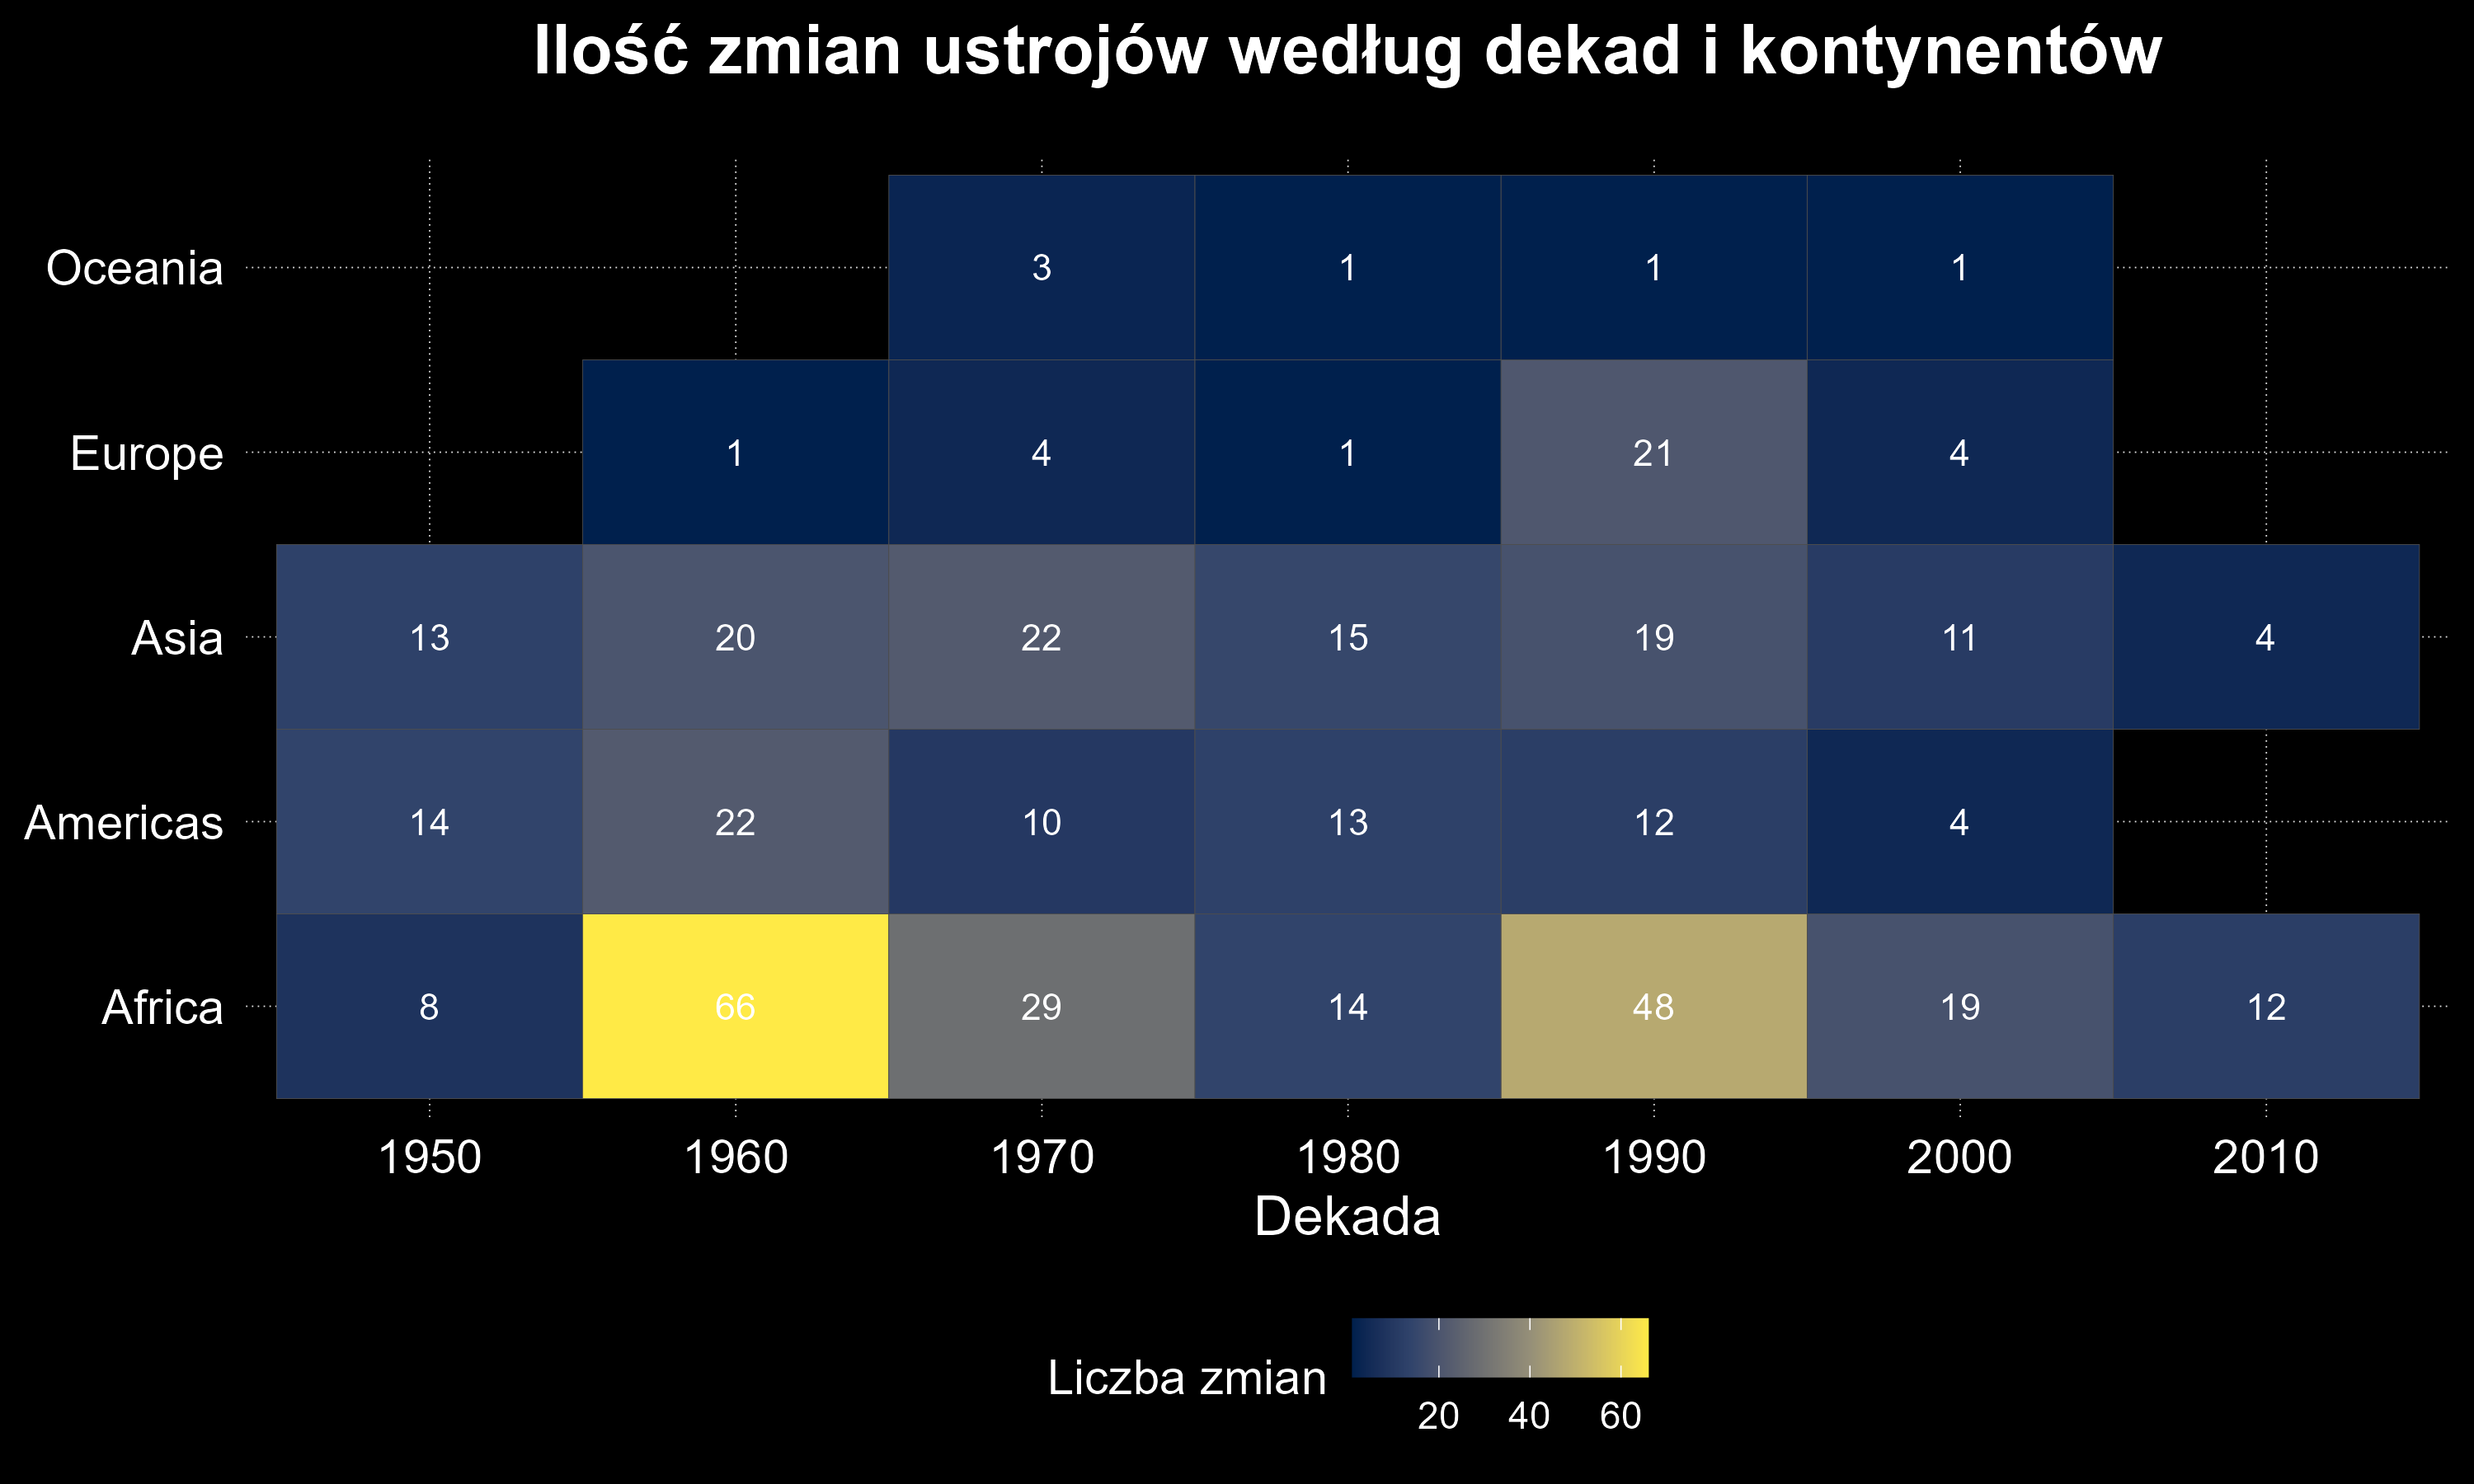 Ilość zmian ustrojów według dekad i kontynentów
Oceania 3 1 1 1
Europe 1 4 1 21 4
Asia 13 20 22 15 19 11 4
Americas 14 22 10 13 12 4
Africa 8 66 29 14 48 19 12
1950 1960 1970 1980 1990 2000 2010
Dekada
Liczba zmian
20 40 60